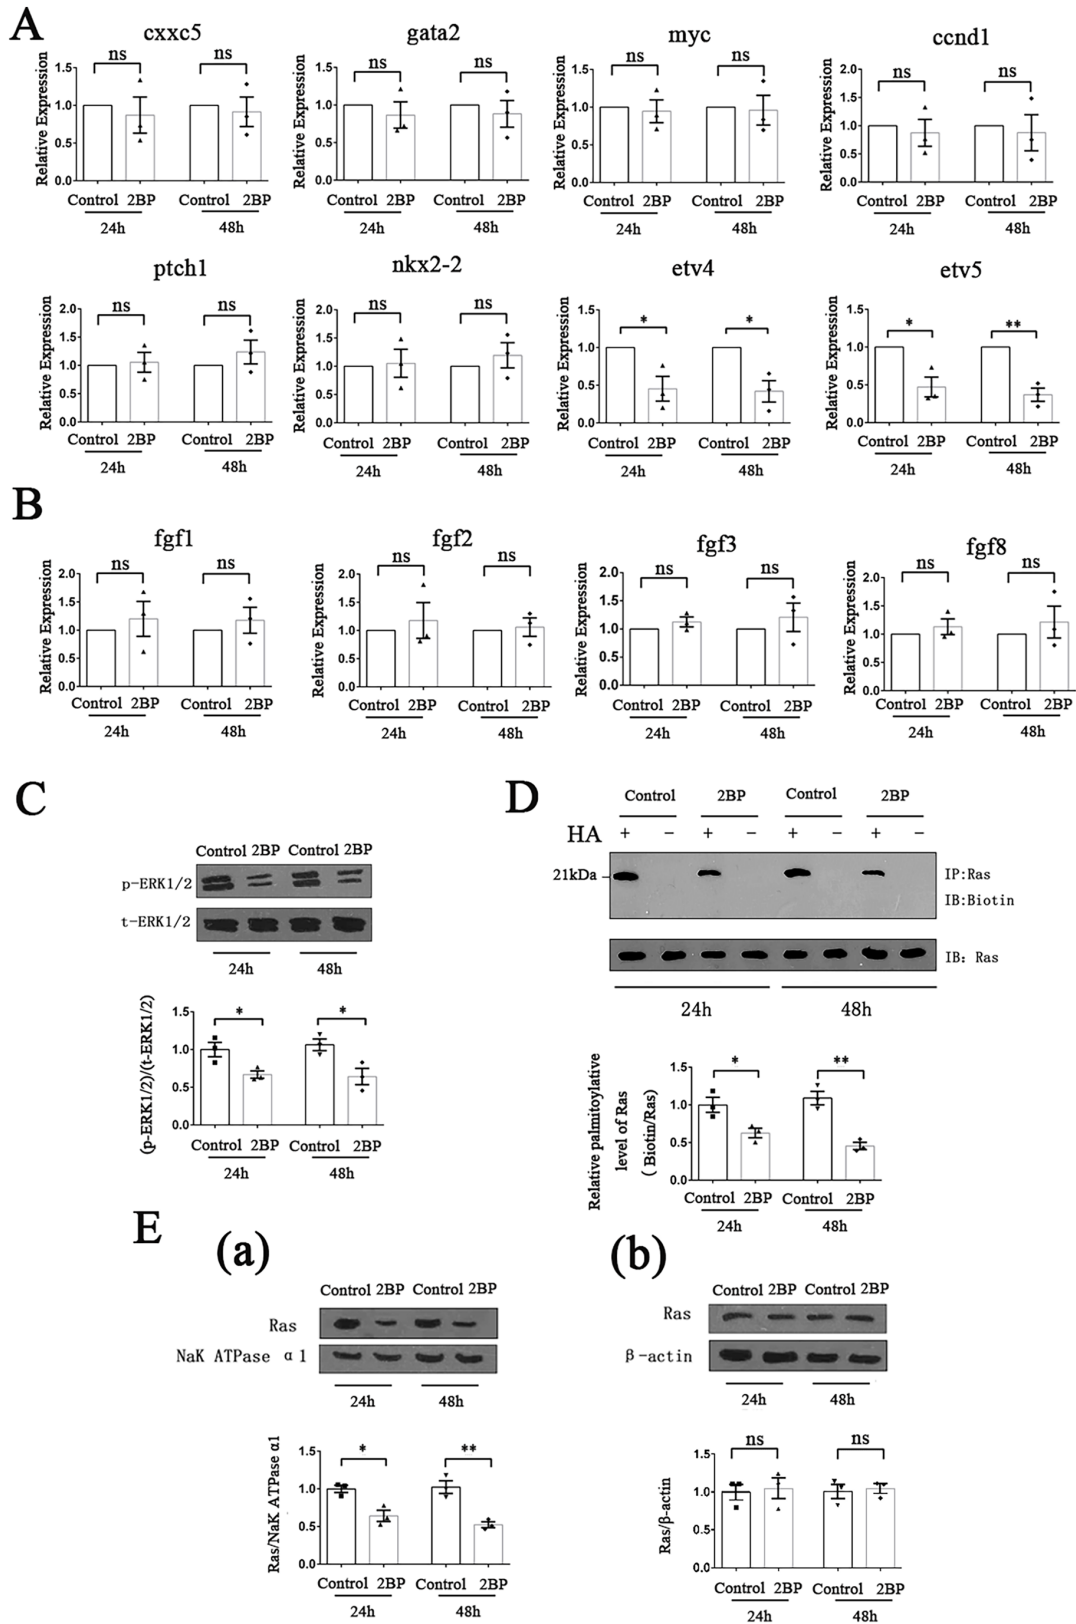 A
cxxc5 gata2 myc ccnd1
ns ns ns ns ns ns ns ns
Relative Expression Relative Expression Relative Expression Relative Expression
1.5 1.5 1.5 2.0
1.0 1.0 1.0 1.5
0.5 0.5 0.5 1.0
0.0 0.0 0.0 0.5
0.0
Control 2BP Control 2BP Control 2BP Control 2BP Control 2BP Control 2BP Control 2BP Control 2BP
24h 48h 24h 48h 24h 48h 24h 48h
ptch1 nkx2-2 etv4 etv5
ns ns ns ns * * * **
Relative Expression Relative Expression Relative Expression Relative Expression
2.0 2.0 1.5 1.5
1.5 1.5 1.0 1.0
1.0 1.0 0.5 0.5
0.5 0.5 0.0 0.0
0.0 0.0
Control 2BP Control 2BP Control 2BP Control 2BP Control 2BP Control 2BP Control 2BP Control 2BP
24h 48h 24h 48h 24h 48h 24h 48h
B
fgf1 fgf2 fgf3 fgf8
ns ns ns ns ns ns ns ns
Relative Expression Relative Expression Relative Expression Relative Expression
2.0 2.0 2.0 2.0
1.5 1.5 1.5 1.5
1.0 1.0 1.0 1.0
0.5 0.5 0.5 0.5
0.0 0.0 0.0 0.0
Control 2BP Control 2BP Control 2BP Control 2BP Control 2BP Control 2BP Control 2BP Control 2BP
24h 48h 24h 48h 24h 48h 24h 48h
C
Control 2BP Control 2BP
p-ERK1/2
t-ERK1/2
24h 48h
(p-ERK1/2)/(t-ERK1/2)
* *
1.5
1.0
0.5
0.0
Control 2BP Control 2BP
24h 48h
D
Control 2BP Control 2BP
HA + − + − + − + −
21kDa IP:Ras
IB:Biotin
IB: Ras
24h 48h
Relative palmitoylative
level of Ras
( Biotin/Ras)
* **
1.5
1.0
0.5
0.0
Control 2BP Control 2BP
24h 48h
E
(a)
Control 2BP Control 2BP
Ras
NaK ATPase α1
24h 48h
Ras/NaK ATPase α1
* **
1.5
1.0
0.5
0.0
Control 2BP Control 2BP
24h 48h
(b)
Control 2BP Control 2BP
Ras
β-actin
24h 48h
Ras/β-actin
ns ns
1.5
1.0
0.5
0.0
Control 2BP Control 2BP
24h 48h